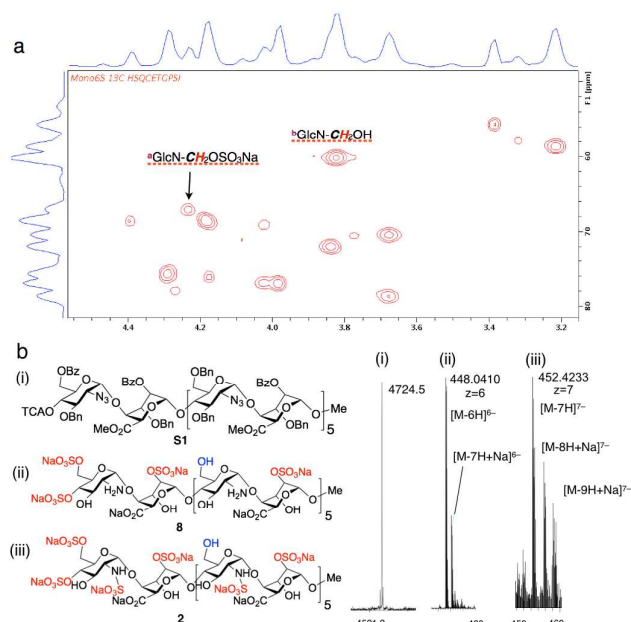 a
Mono6S 13C HSQCETGPSI
F1 [ppm]
ᵃGlcN-CH₂OSO₃Na
ᵇGlcN-CH₂OH
60
70
80
4.4 4.2 4.0 3.8 3.6 3.4 3.2
b
(i)
OBz
TCAO
N₃
OBn
BzO
MeO₂C
OBn
OBn
BnO
N₃
OBn
BzO
MeO₂C
OBn
Me
5
S1
(ii)
NaO₃SO
NaO₃SO
HO
H₂N
OSO₃Na
NaO₂C
OH
OH
HO
H₂N
OSO₃Na
NaO₂C
OH
Me
5
8
(iii)
NaO₃SO
NaO₃SO
HO
NH
NaO₃S
OSO₃Na
NaO₂C
OH
OH
HO
NH
NaO₃S
OSO₃Na
NaO₂C
OH
Me
5
2
(i)
4724.5
(ii)
448.0410
z=6
[M-6H]⁶⁻
[M-7H+Na]⁶⁻
(iii)
452.4233
z=7
[M-7H]⁷⁻
[M-8H+Na]⁷⁻
[M-9H+Na]⁷⁻